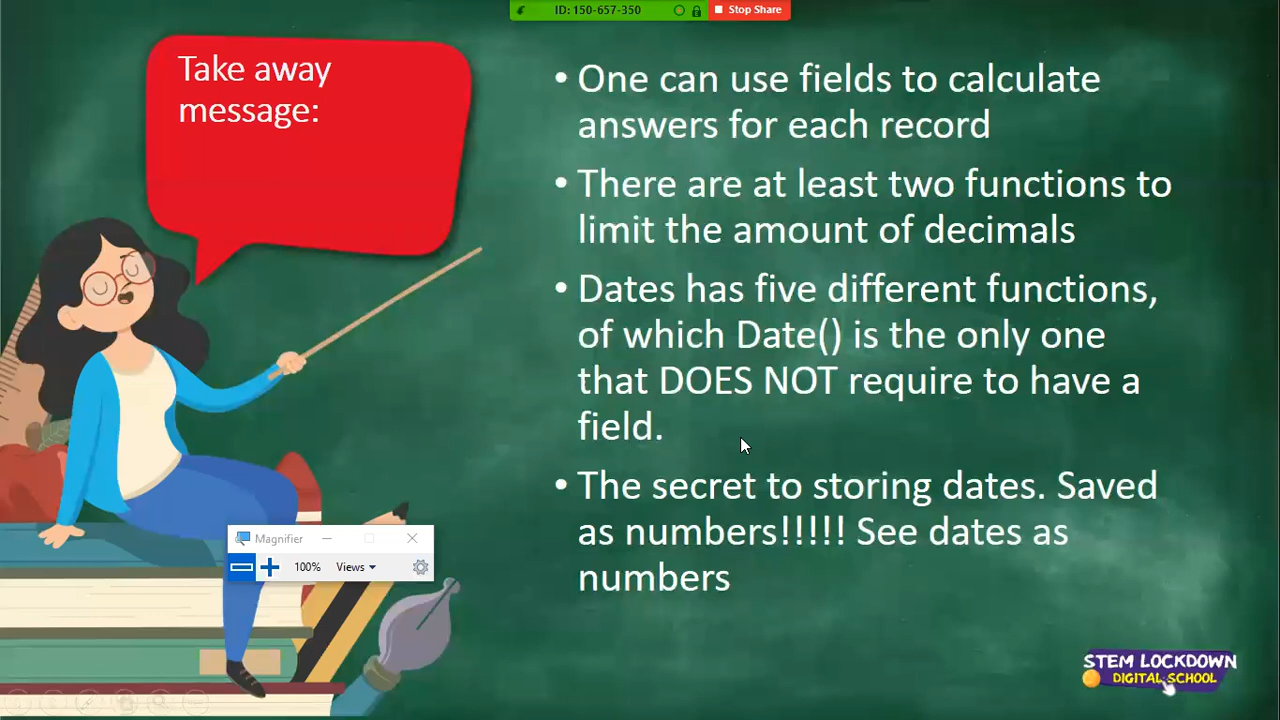 ID: 150-657-350
Stop Share
Take away
message:
• One can use fields to calculate
answers for each record
• There are at least two functions to
limit the amount of decimals
• Dates has five different functions,
of which Date() is the only one
that DOES NOT require to have a
field.
• The secret to storing dates. Saved
as numbers!!!!! See dates as
numbers
Magnifier
100% Views
STEM LOCKDOWN
DIGITAL SCHOOL